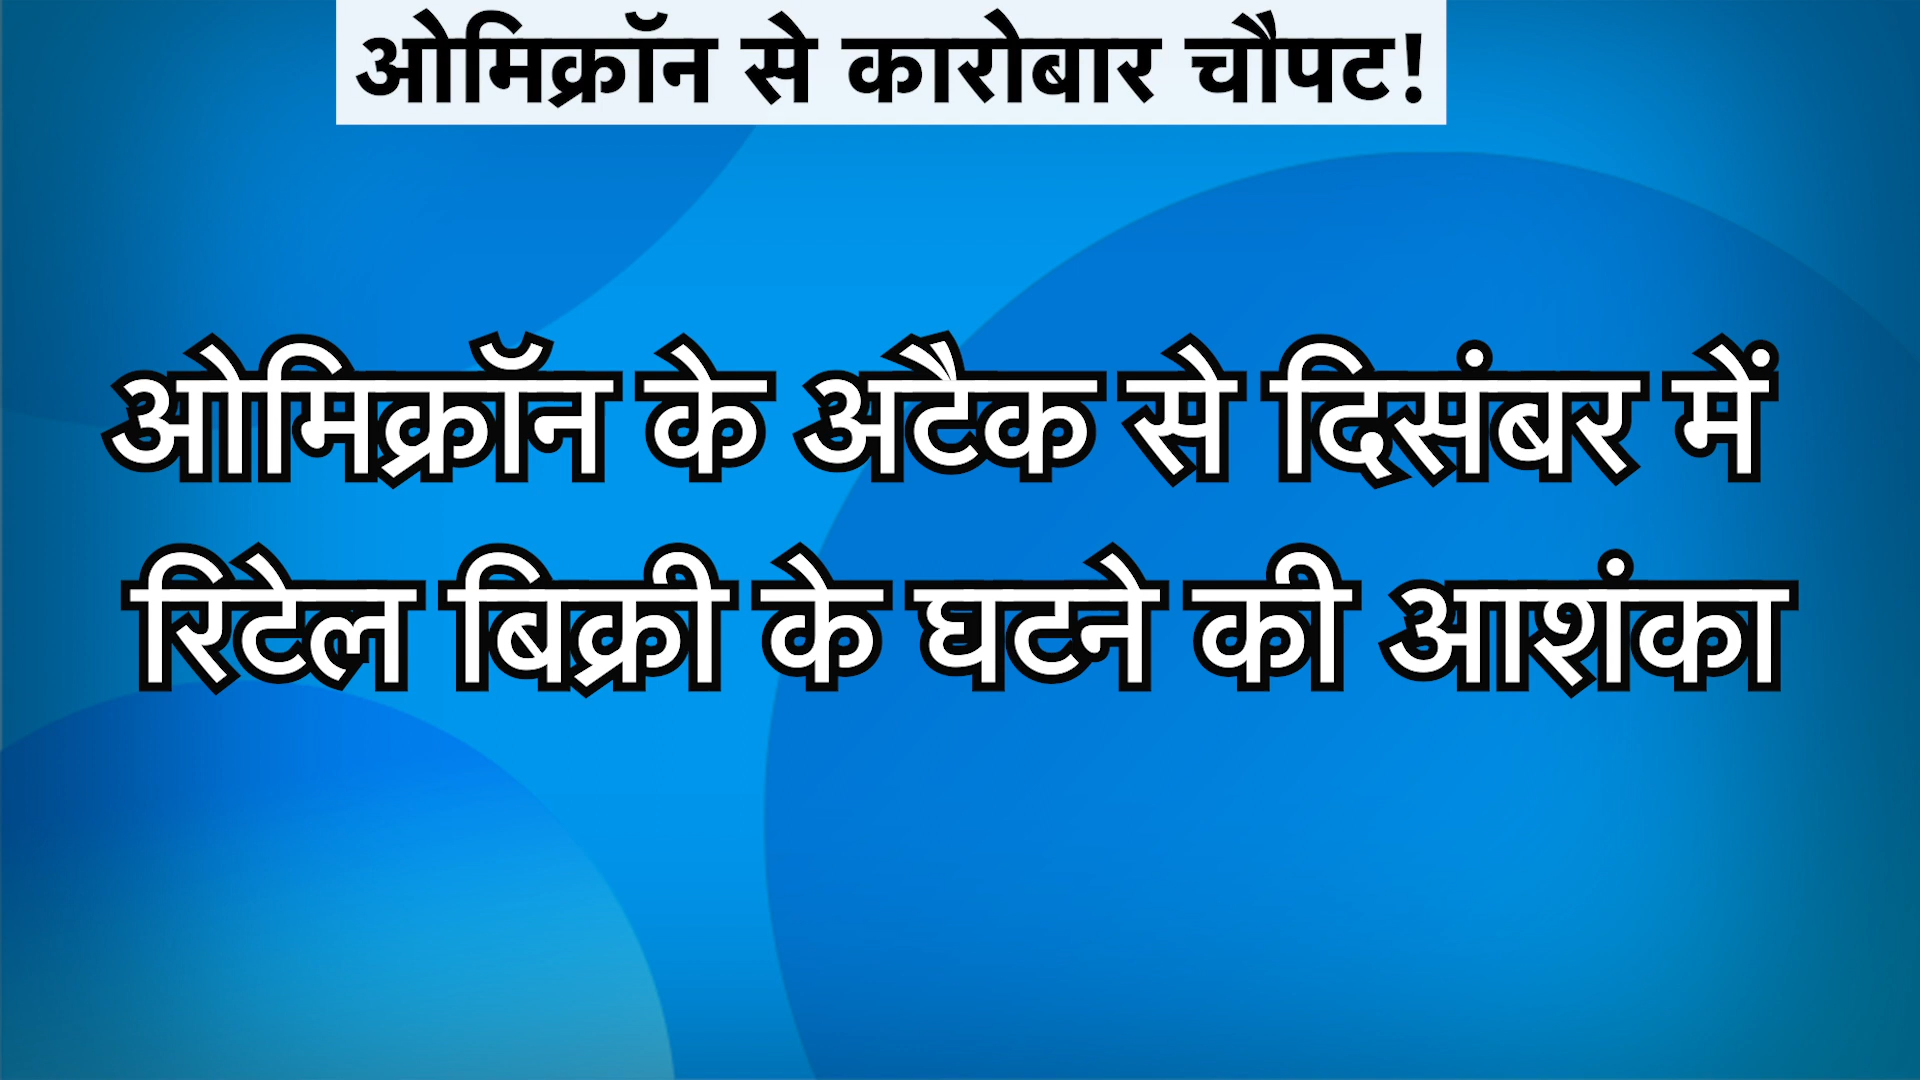 ओमिक्रॉन से कारोबार चौपट!
ओमिक्रॉन के अटैक से दिसंबर में
रिटेल बिक्री के घटने की आशंका